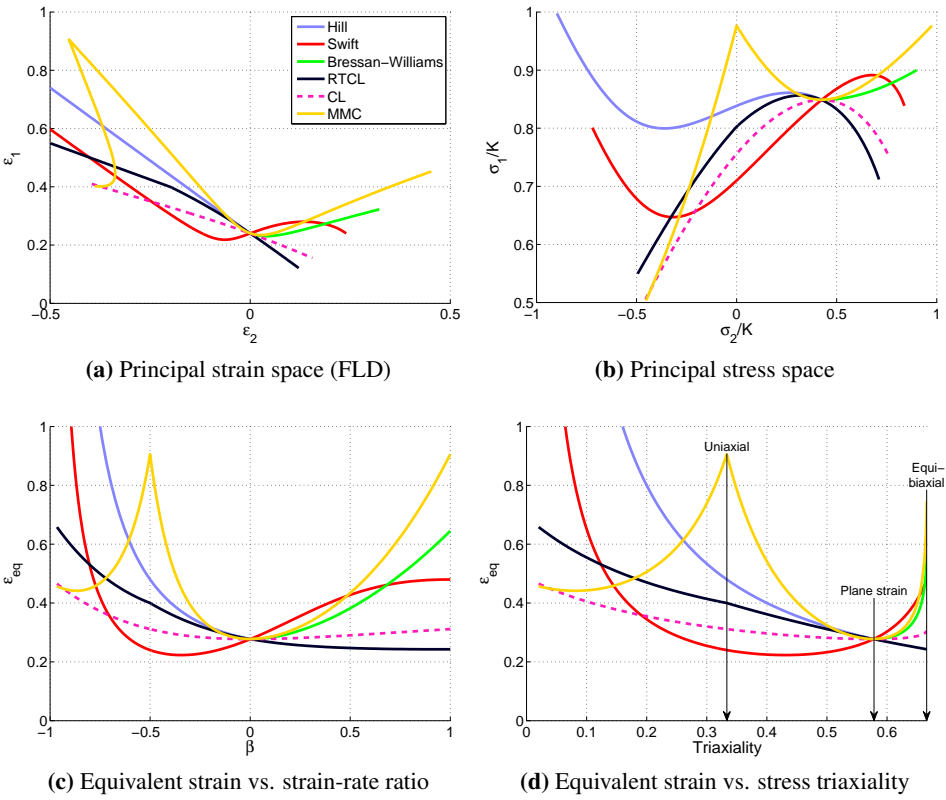 1
0.8
0.6
0.4
0.2
0
−0.5
0
0.5
ε1
ε2
Hill
Swift
Bressan−Williams
RTCL
CL
MMC
(a) Principal strain space (FLD)
1
0.9
0.8
0.7
0.6
0.5
−1
−0.5
0
0.5
1
σ1/K
σ2/K
(b) Principal stress space
1
0.8
0.6
0.4
0.2
0
−1
−0.5
0
0.5
1
εeq
β
(c) Equivalent strain vs. strain-rate ratio
1
0.8
0.6
0.4
0.2
0
0
0.1
0.2
0.3
0.4
0.5
0.6
εeq
Triaxiality
Uniaxial
Equi−
biaxial
Plane strain
(d) Equivalent strain vs. stress triaxiality